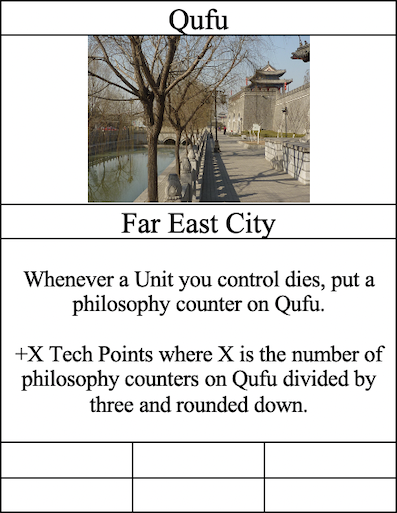 Qufu
Far East City
Whenever a Unit you control dies, put a
philosophy counter on Qufu.
+X Tech Points where X is the number of
philosophy counters on Qufu divided by
three and rounded down.